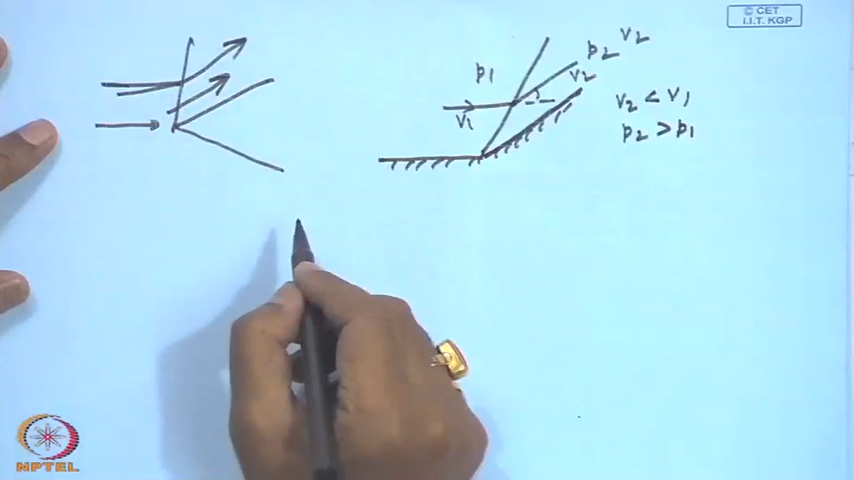 © CET
I.I.T. KGP
p1
p2 v2
v2
v1
v2 < v1
p2 > p1
NPTEL